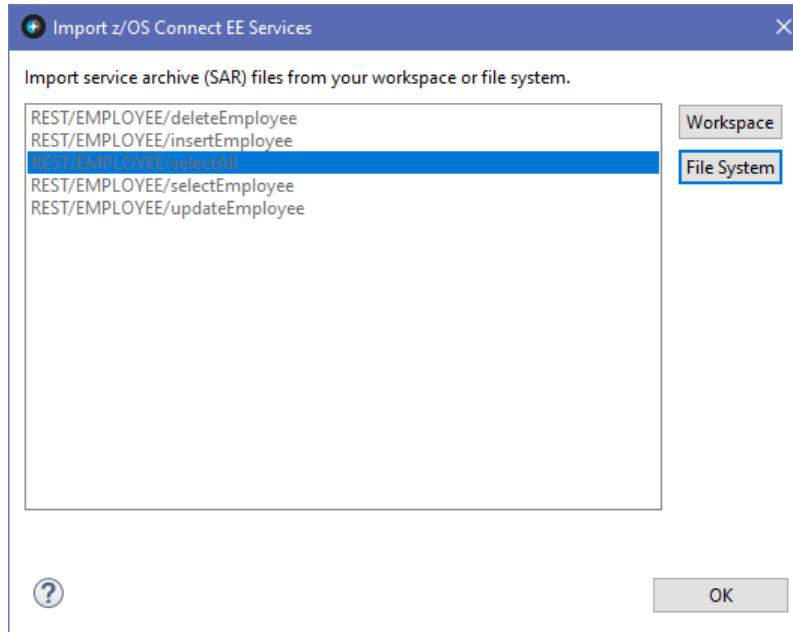 Import z/OS Connect EE Services
Import service archive (SAR) files from your workspace or file system.
REST/EMPLOYEE/deleteEmployee
REST/EMPLOYEE/insertEmployee
REST/EMPLOYEE/selectAll
REST/EMPLOYEE/selectEmployee
REST/EMPLOYEE/updateEmployee
Workspace
File System
?
OK